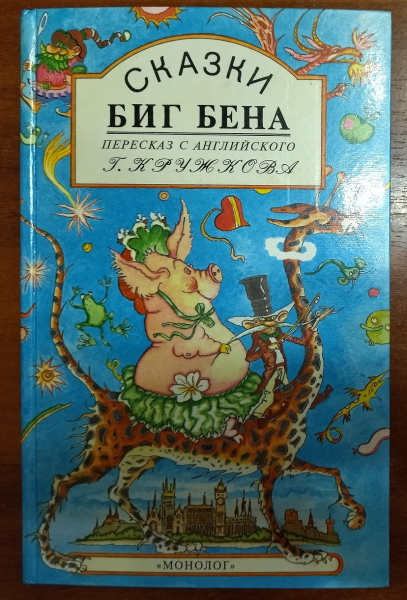 СКАЗКИ
БИГ БЕНА
ПЕРЕСКАЗ С АНГЛИЙСКОГО
Г. КРУЖКОВА
«МОНОЛОГ»